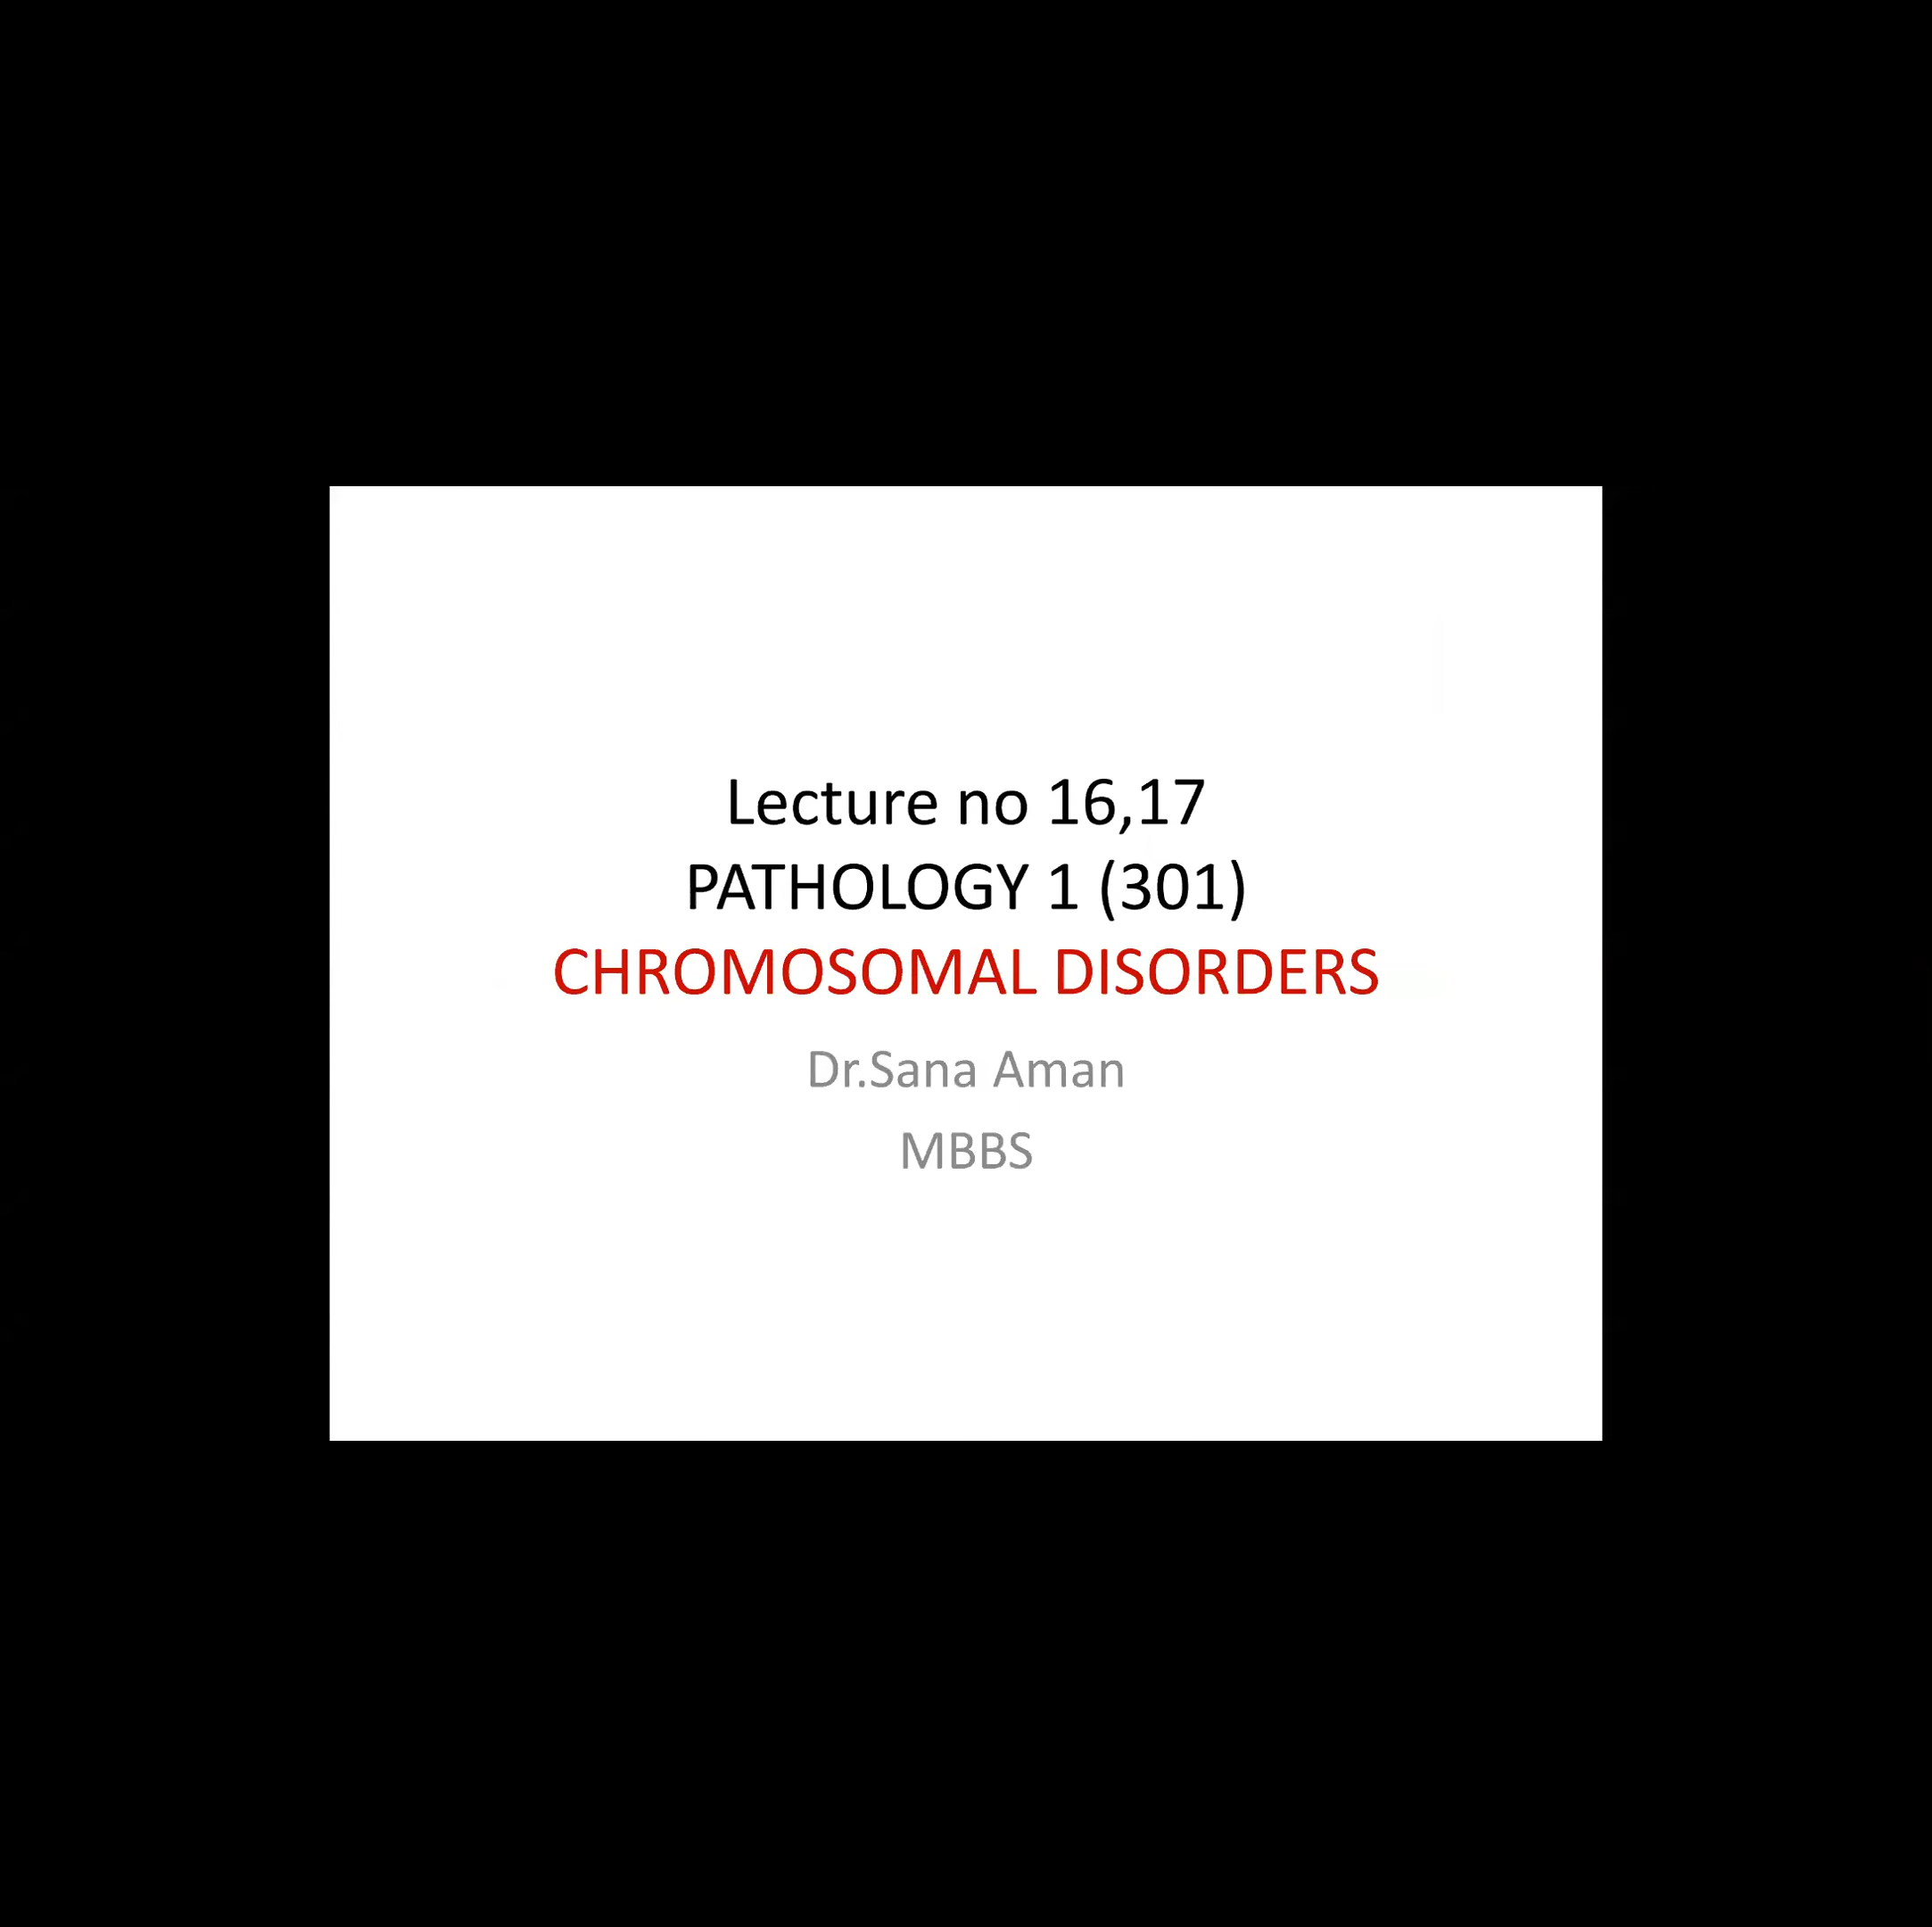 Lecture no 16,17
PATHOLOGY 1 (301)
CHROMOSOMAL DISORDERS
Dr.Sana Aman
MBBS